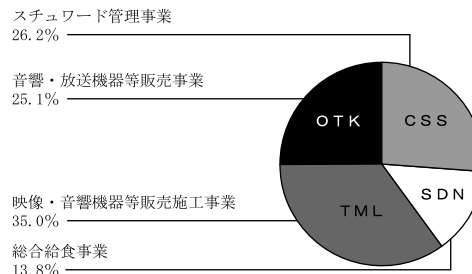 スチュワード管理事業
26.2%
音響・放送機器等販売事業
25.1%
OTK
CSS
SDN
TML
映像・音響機器等販売施工事業
35.0%
総合給食事業
13.8%